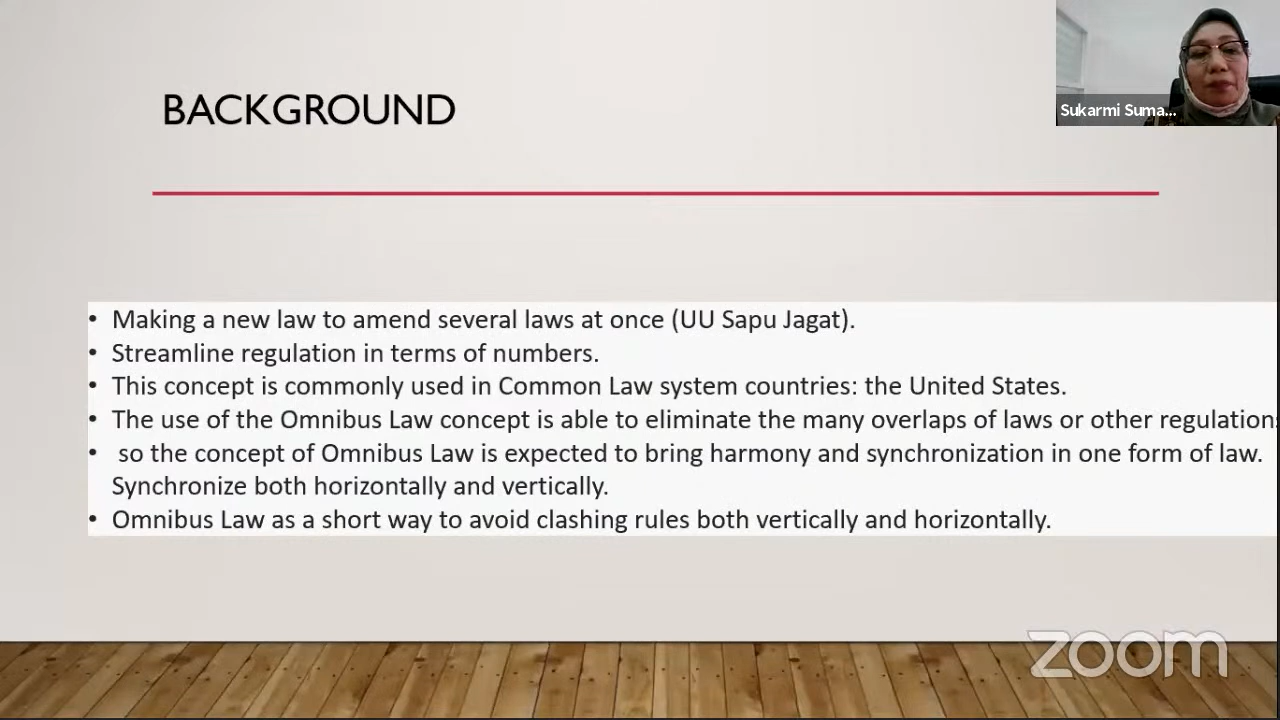 BACKGROUND
Sukarmi Suma...
• Making a new law to amend several laws at once (UU Sapu Jagat).
• Streamline regulation in terms of numbers.
• This concept is commonly used in Common Law system countries: the United States.
• The use of the Omnibus Law concept is able to eliminate the many overlaps of laws or other regulations
• so the concept of Omnibus Law is expected to bring harmony and synchronization in one form of law.
Synchronize both horizontally and vertically.
• Omnibus Law as a short way to avoid clashing rules both vertically and horizontally.
zoom